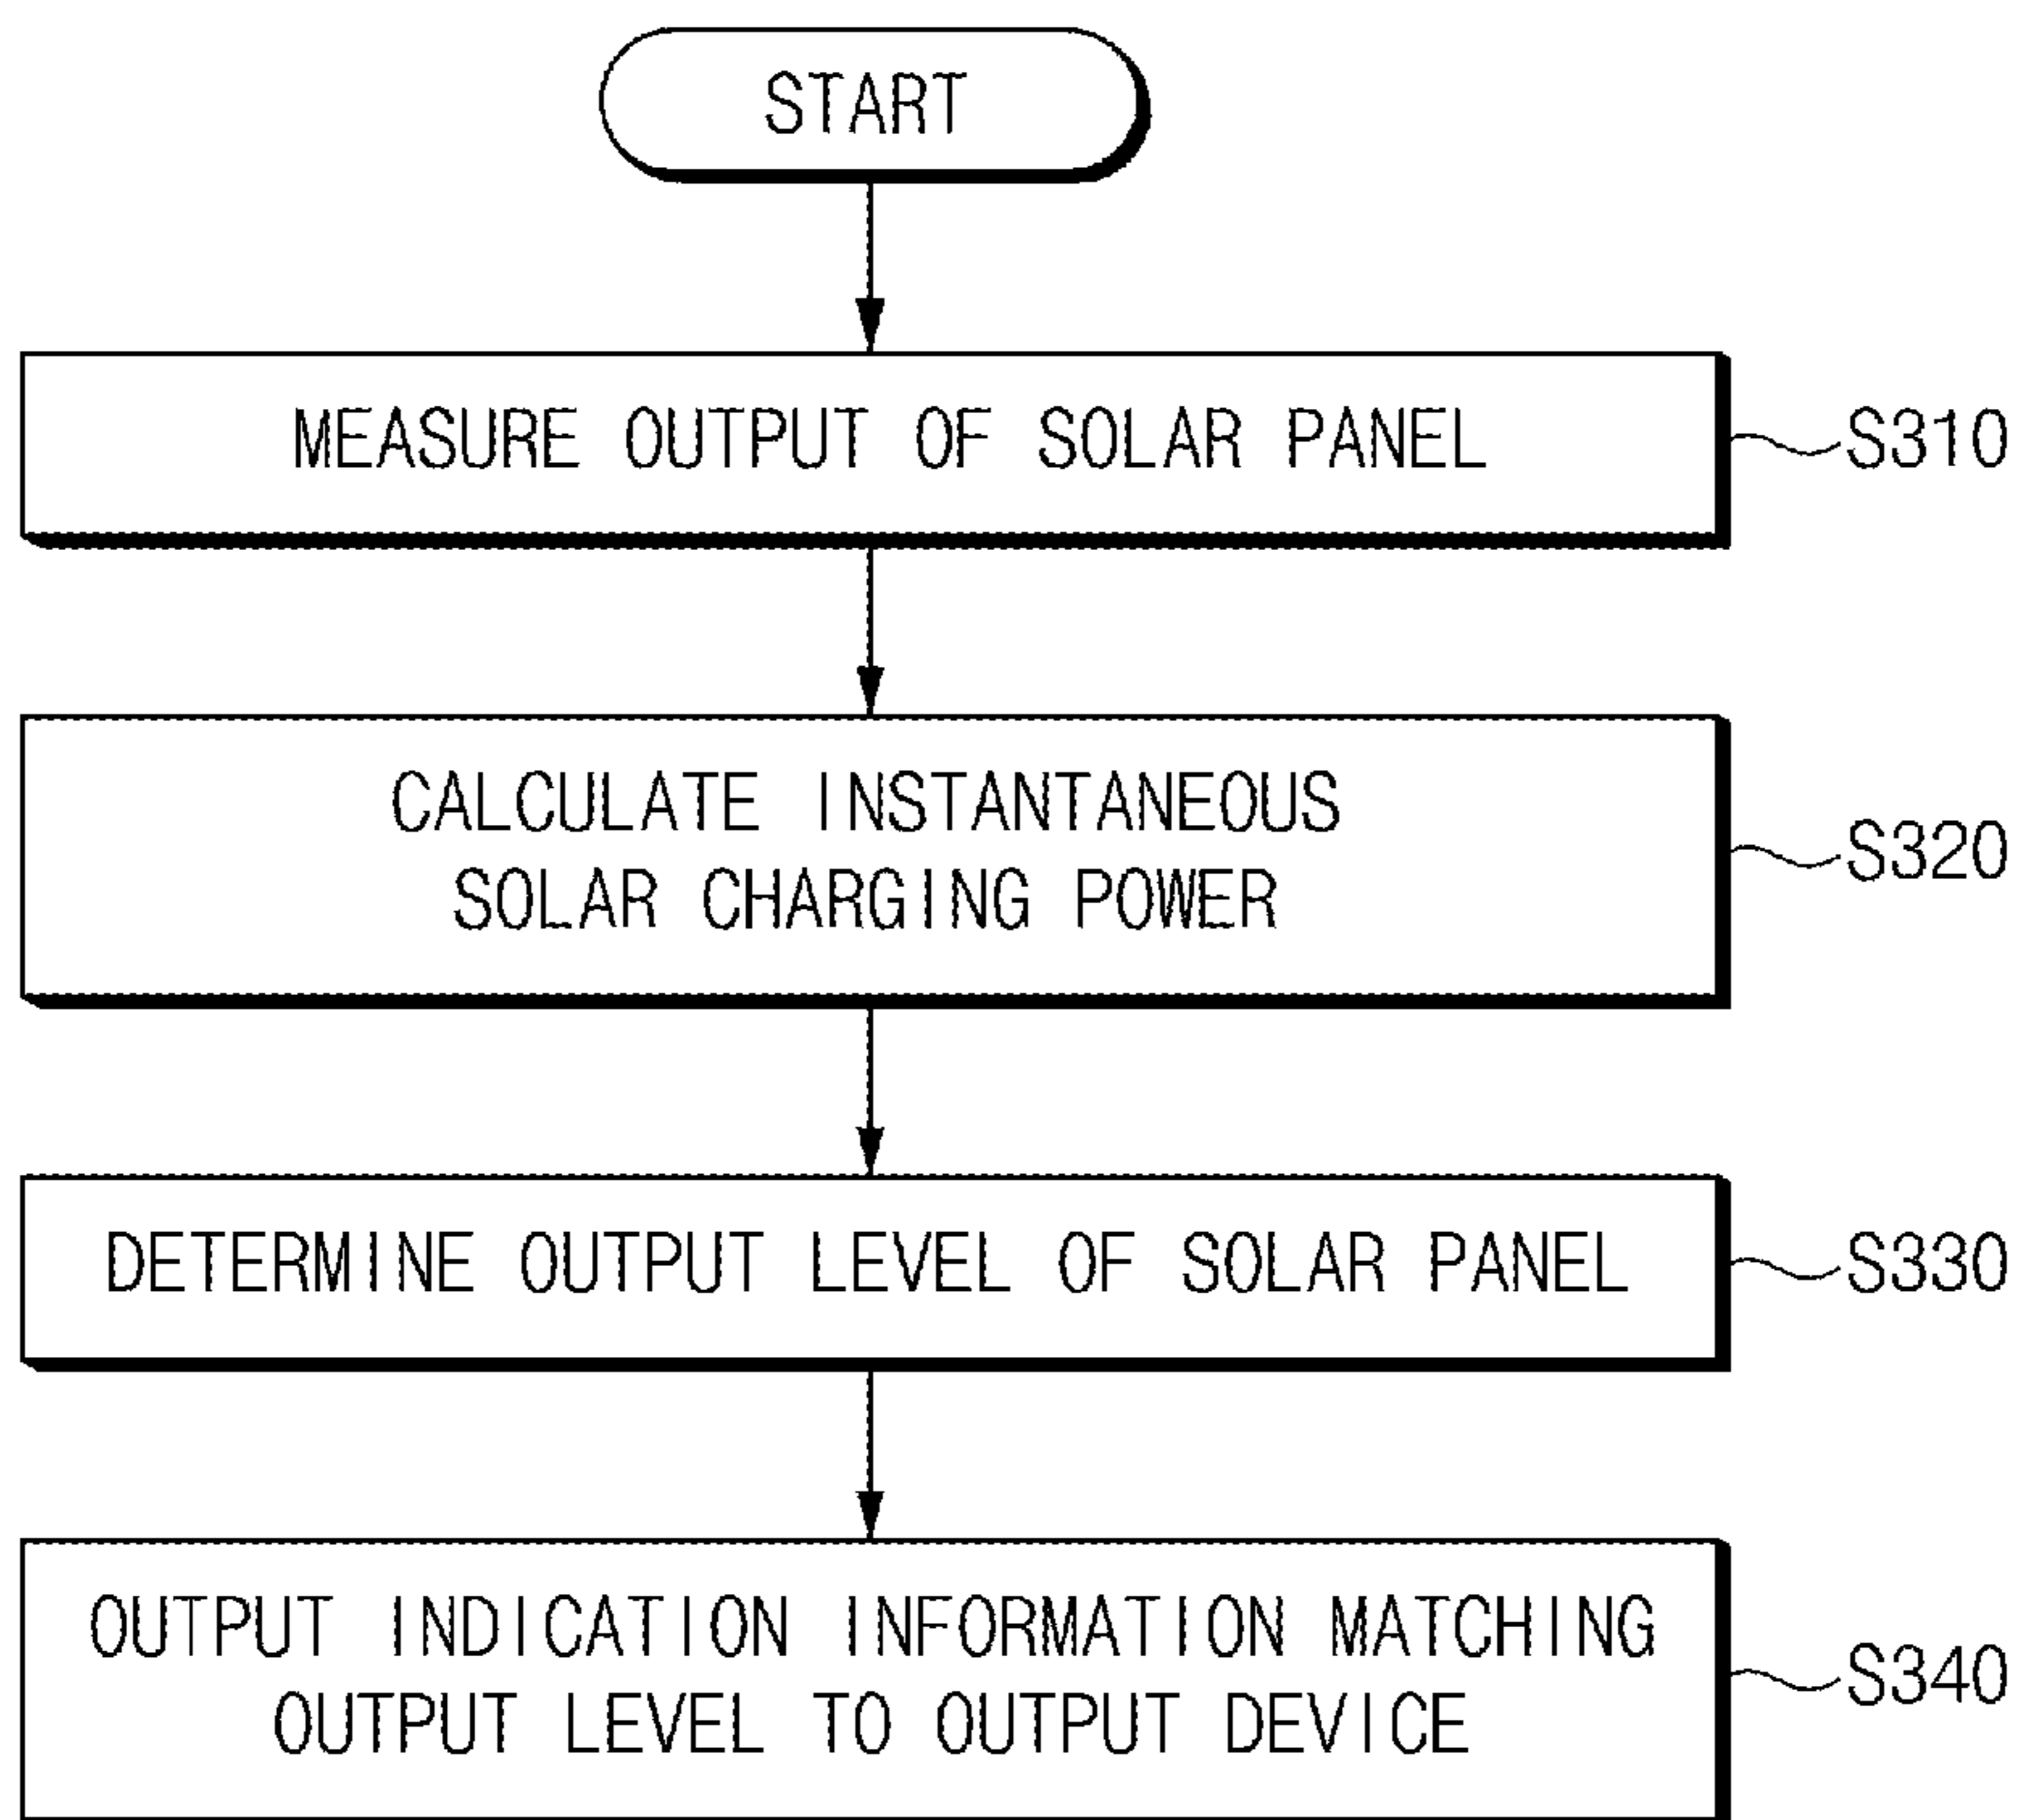 START
MEASURE OUTPUT OF SOLAR PANEL
S310
CALCULATE INSTANTANEOUS
SOLAR CHARGING POWER
S320
DETERMINE OUTPUT LEVEL OF SOLAR PANEL
S330
OUTPUT INDICATION INFORMATION MATCHING
OUTPUT LEVEL TO OUTPUT DEVICE
S340